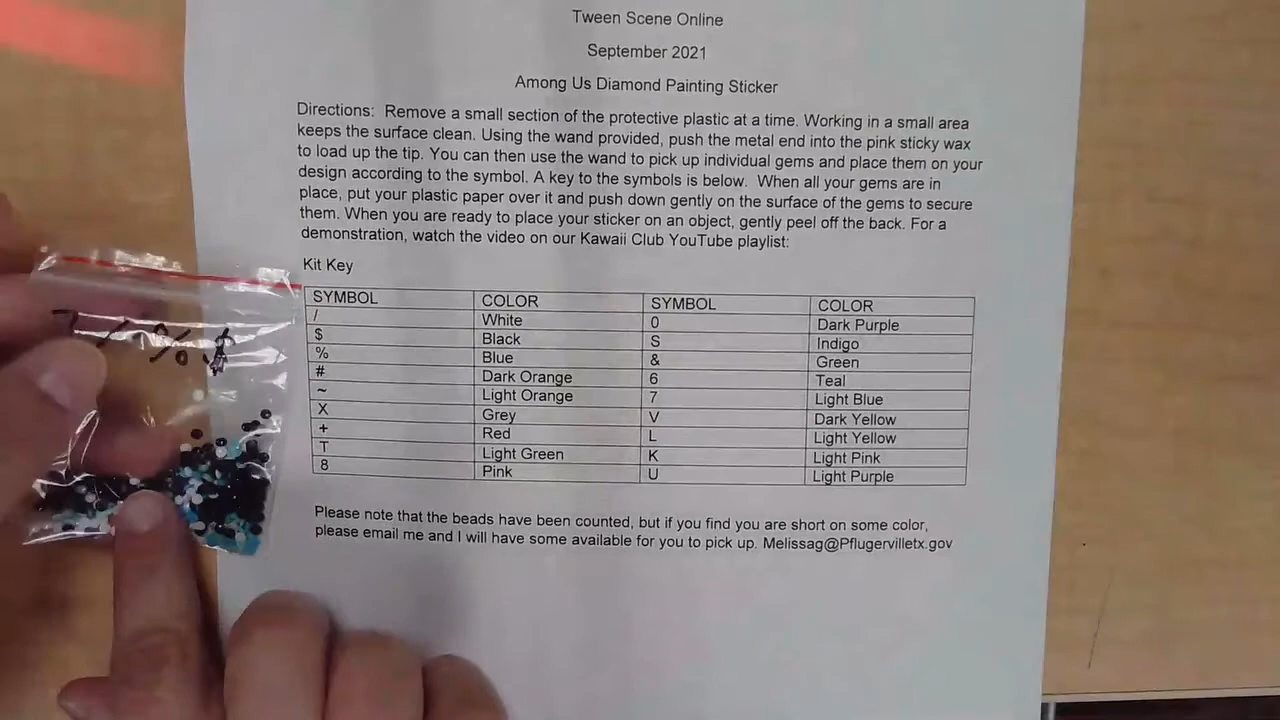 Tween Scene Online
September 2021
Among Us Diamond Painting Sticker
Directions: Remove a small section of the protective plastic at a time. Working in a small area
keeps the surface clean. Using the wand provided, push the metal end into the pink sticky wax
to load up the tip. You can then use the wand to pick up individual gems and place them on your
design according to the symbol. A key to the symbols is below. When all your gems are in
place, put your plastic paper over it and push down gently on the surface of the gems to secure
them. When you are ready to place your sticker on an object, gently peel off the back. For a
demonstration, watch the video on our Kawaii Club YouTube playlist:
Kit Key
SYMBOL COLOR SYMBOL COLOR
/ White 0 Dark Purple
$ Black S Indigo
% Blue & Green
# Dark Orange 6 Teal
~ Light Orange 7 Light Blue
X Grey V Dark Yellow
+ Red L Light Yellow
T Light Green K Light Pink
8 Pink U Light Purple
7 / % $
Please note that the beads have been counted, but if you find you are short on some color,
please email me and I will have some available for you to pick up. Melissag@Pflugervilletx.gov